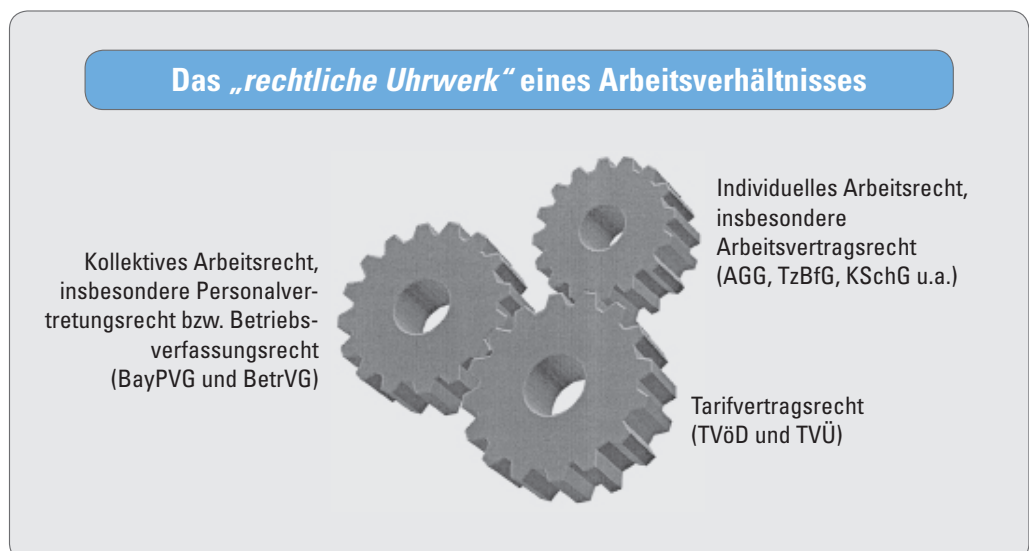 Das „rechtliche Uhrwerk“ eines Arbeitsverhältnisses
Kollektives Arbeitsrecht,
insbesondere Personalver-
tretungsrecht bzw. Betriebs-
verfassungsrecht
(BayPVG und BetrVG)
Individuelles Arbeitsrecht,
insbesondere
Arbeitsvertragsrecht
(AGG, TzBfG, KSchG u.a.)
Tarifvertragsrecht
(TVöD und TVÜ)